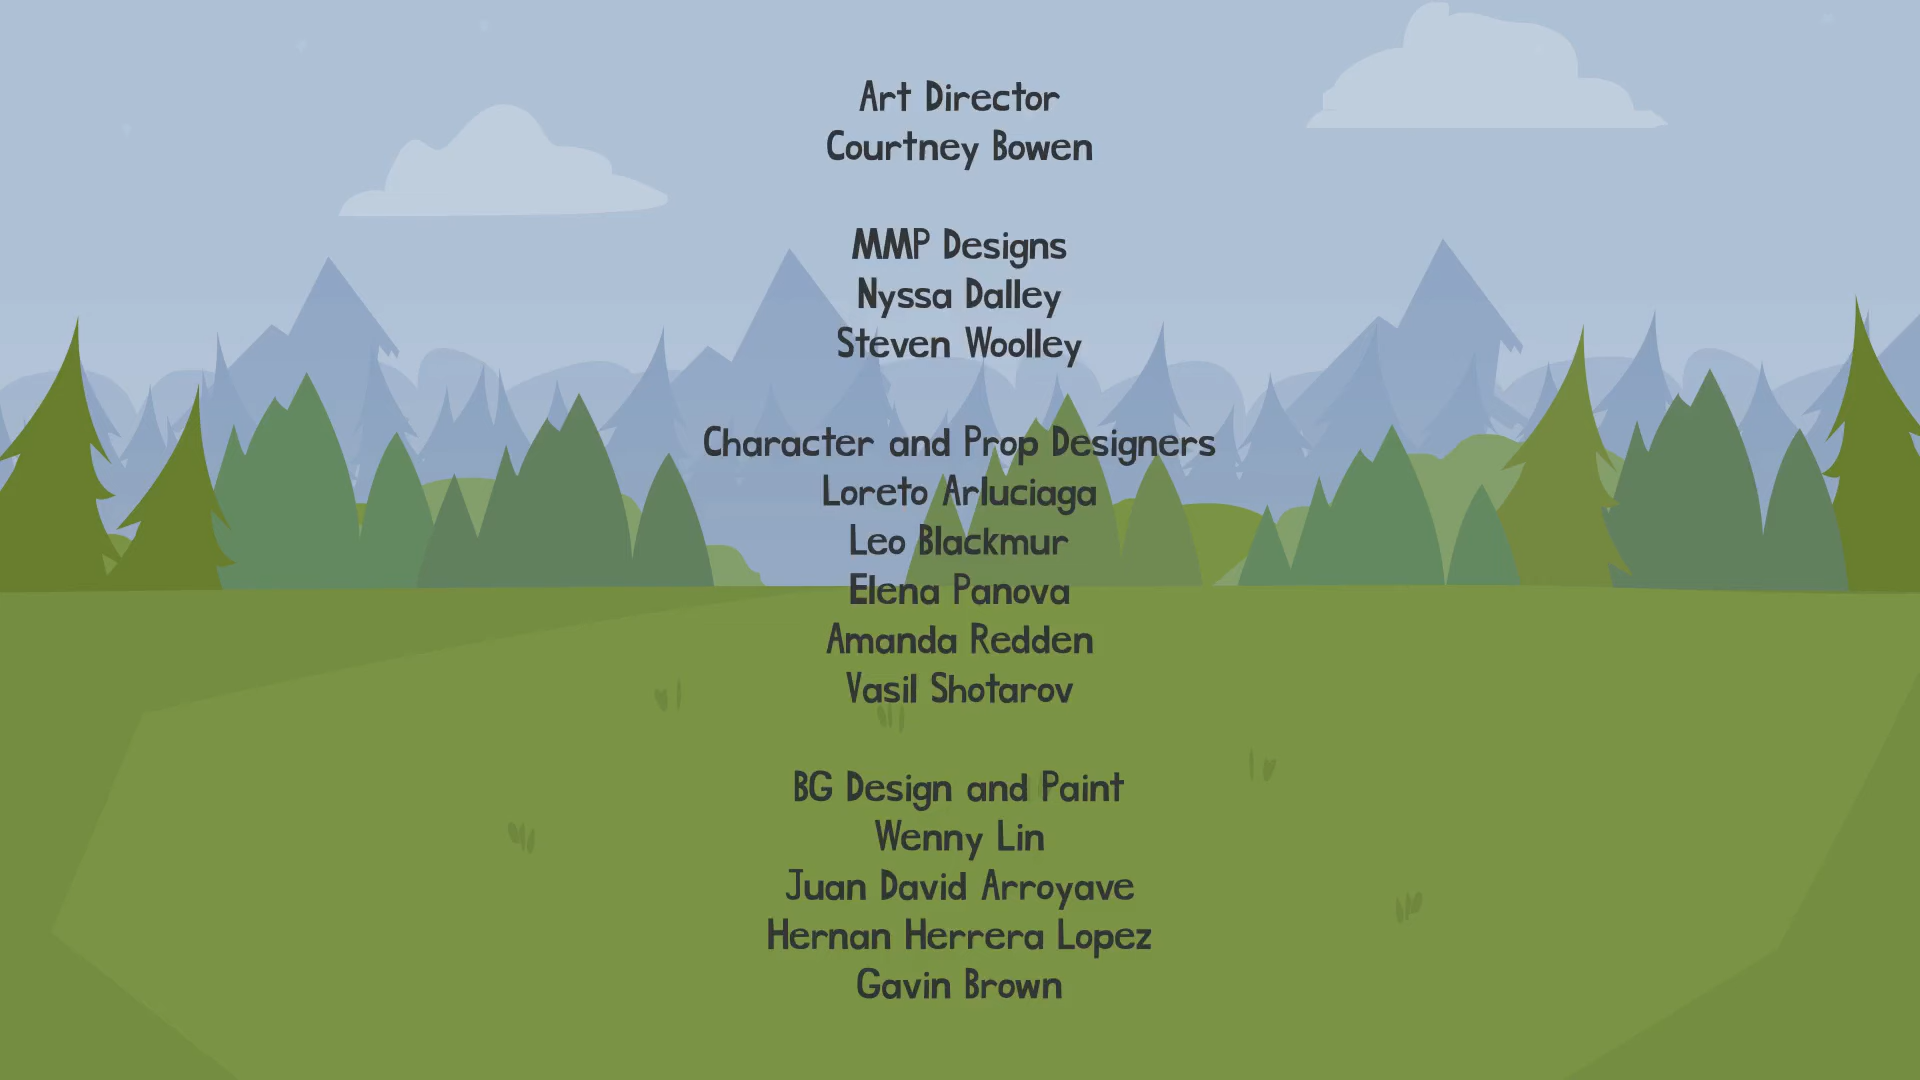 Art Director
Courtney Bowen
MMP Designs
Nyssa Dalley
Steven Woolley
Character and Prop Designers
Loreto Arluciaga
Leo Blackmur
Elena Panova
Amanda Redden
Vasil Shotarov
BG Design and Paint
Wenny Lin
Juan David Arroyave
Hernan Herrera Lopez
Gavin Brown